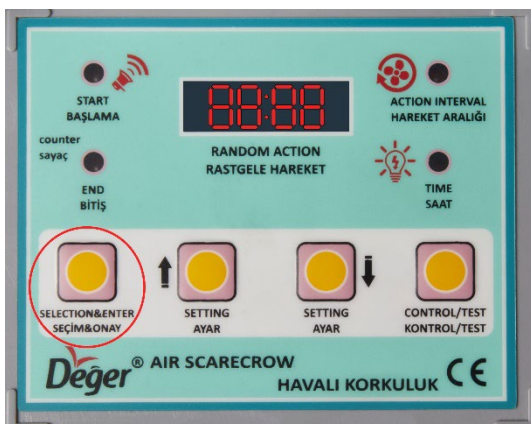 START
BAŞLAMA
ACTION INTERVAL
HAREKET ARALIĞI
counter
sayaç
88:88
RANDOM ACTION
RASTGELE HAREKET
END
BİTİŞ
TIME
SAAT
SELECTION&ENTER
SEÇİM&ONAY
SETTING
AYAR
SETTING
AYAR
CONTROL/TEST
KONTROL/TEST
Değer® AIR SCARECROW
HAVALI KORKULUK CE